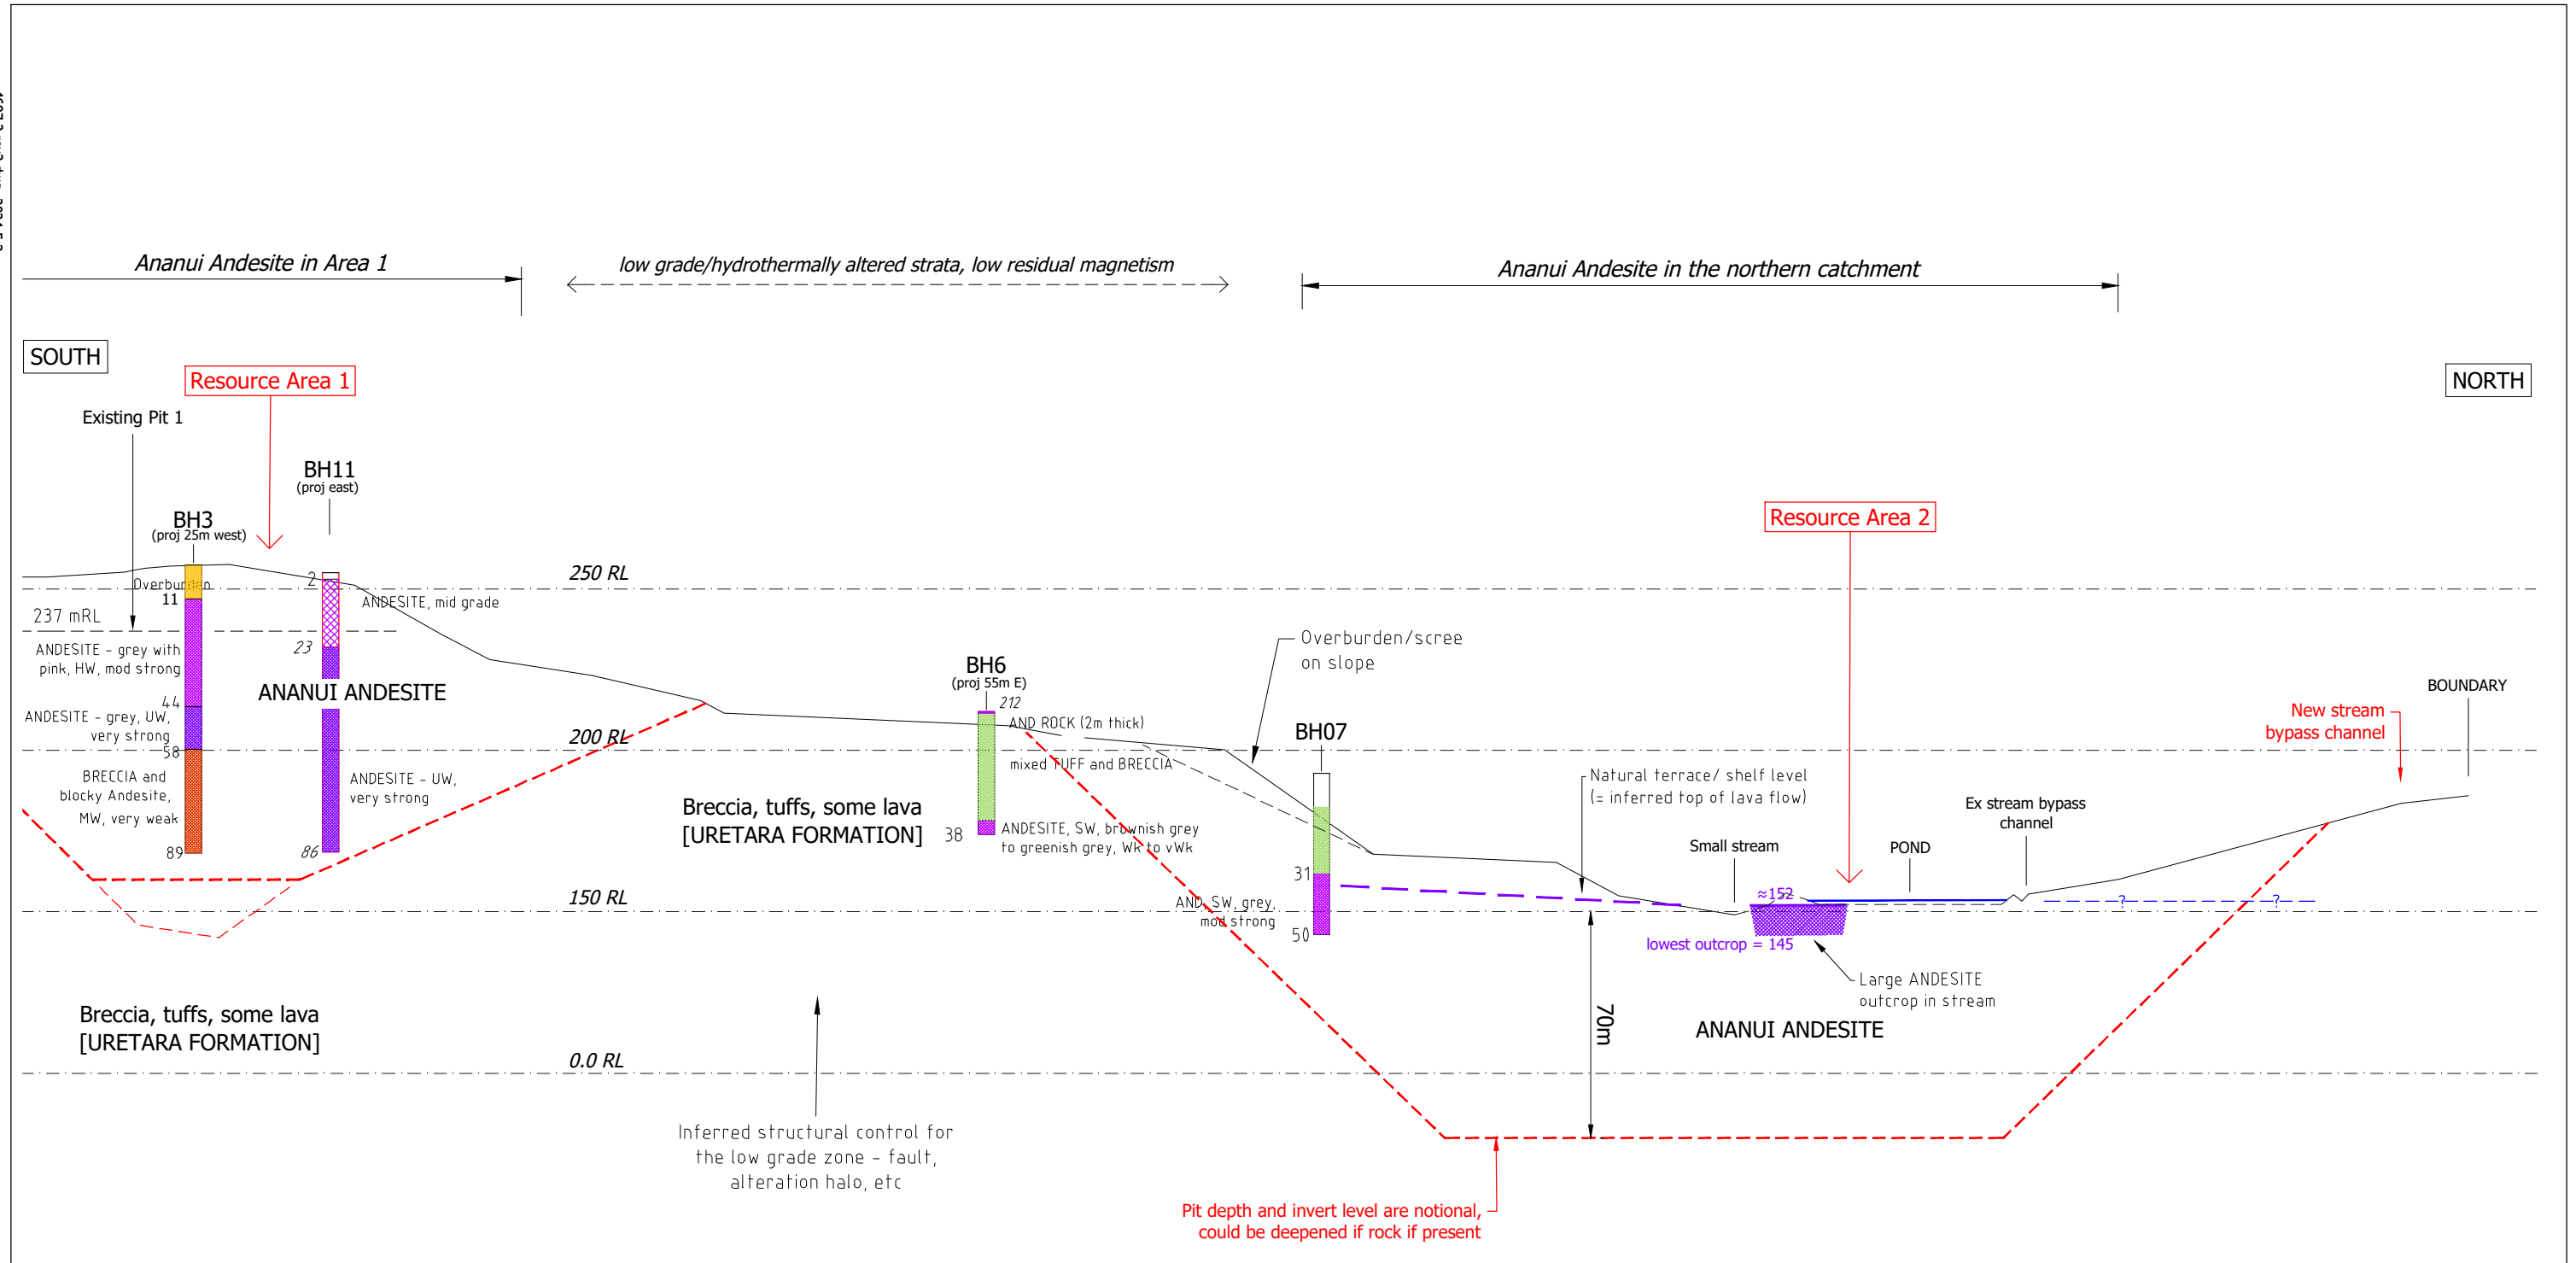 Ananui Andesite in Area 1
low grade/hydrothermally altered strata, low residual magnetism
Ananui Andesite in the northern catchment
SOUTH
NORTH
Resource Area 1
Existing Pit 1
BH11
(proj east)
BH3
(proj 25m west)
Resource Area 2
250 RL
2
Overburden
11
ANDESITE, mid grade
237 mRL
23
ANDESITE - grey with
pink, HW, mod strong
ANANUI ANDESITE
44
ANDESITE - grey, UW,
very strong
58
BRECCIA and
blocky Andesite,
MW, very weak
89
ANDESITE - UW,
very strong
86
200 RL
BH6
(proj 55m E)
212
AND ROCK (2m thick)
mixed TUFF and BRECCIA
Overburden/scree
on slope
BH07
Breccia, tuffs, some lava
[URETARA FORMATION]
38
ANDESITE, SW, brownish grey
to greenish grey, Wk to vWk
31
AND, SW, grey,
mod strong
50
Natural terrace/ shelf level
(= inferred top of lava flow)
Small stream
POND
Ex stream bypass
channel
New stream
bypass channel
BOUNDARY
150 RL
≈152
?
?
lowest outcrop = 145
Large ANDESITE
outcrop in stream
70m
ANANUI ANDESITE
Breccia, tuffs, some lava
[URETARA FORMATION]
0.0 RL
Inferred structural control for
the low grade zone - fault,
alteration halo, etc
Pit depth and invert level are notional,
could be deepened if rock if present